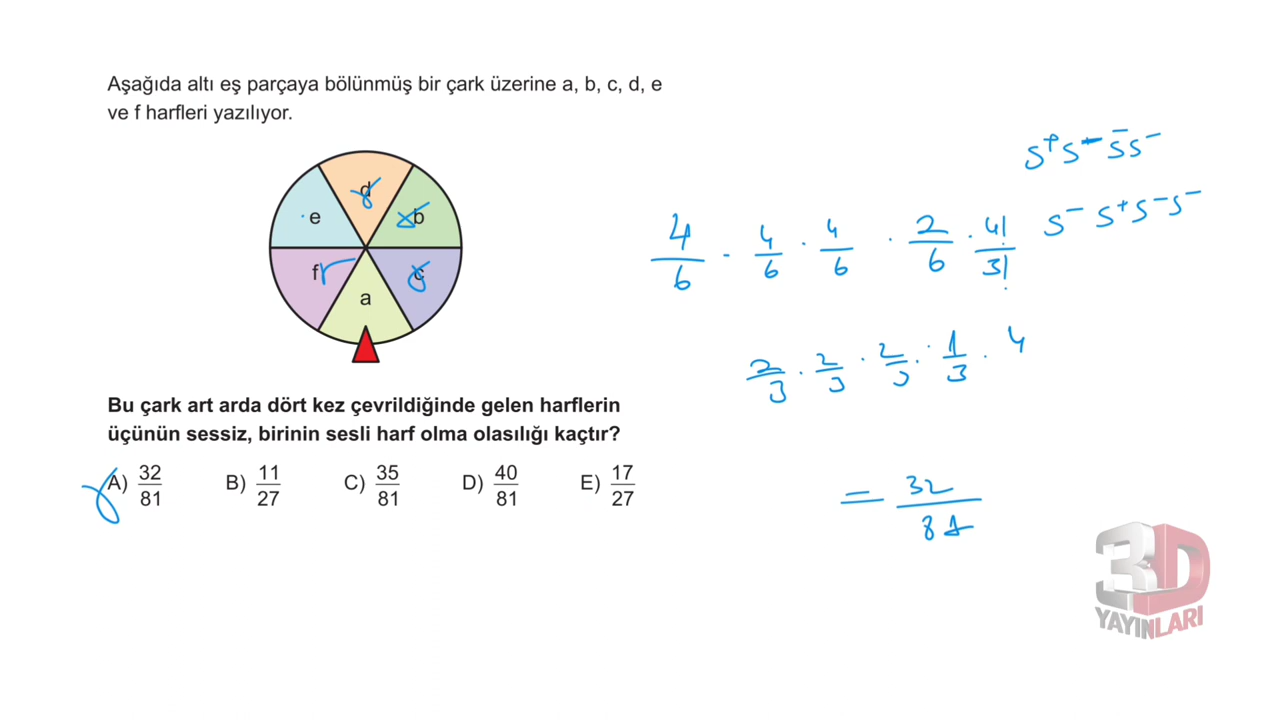 Aşağıda altı eş parçaya bölünmüş bir çark üzerine a, b, c, d, e
ve f harfleri yazılıyor.
d
e
b
f
c
a
Bu çark art arda dört kez çevrildiğinde gelen harflerin
üçünün sessiz, birinin sesli harf olma olasılığı kaçtır?
A) 32/81 B) 11/27 C) 35/81 D) 40/81 E) 17/27
S⁺S⁻S⁻S⁻
S⁻S⁺S⁻S⁻
4/6 · 4/6 · 4/6 · 2/6 · 4!/3!
2/3 · 2/3 · 2/3 · 1/3 · 4
= 32/81
3D
YAYINLARI